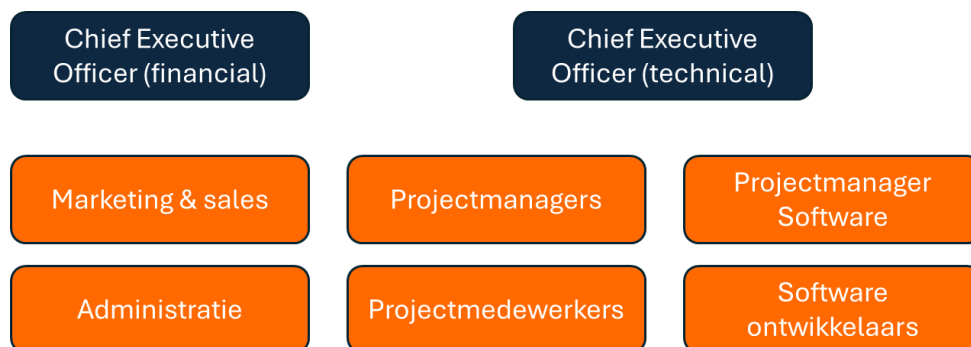 Chief Executive
Officer (financial)
Chief Executive
Officer (technical)
Marketing & sales
Projectmanagers
Projectmanager
Software
Administratie
Projectmedewerkers
Software
ontwikkelaars